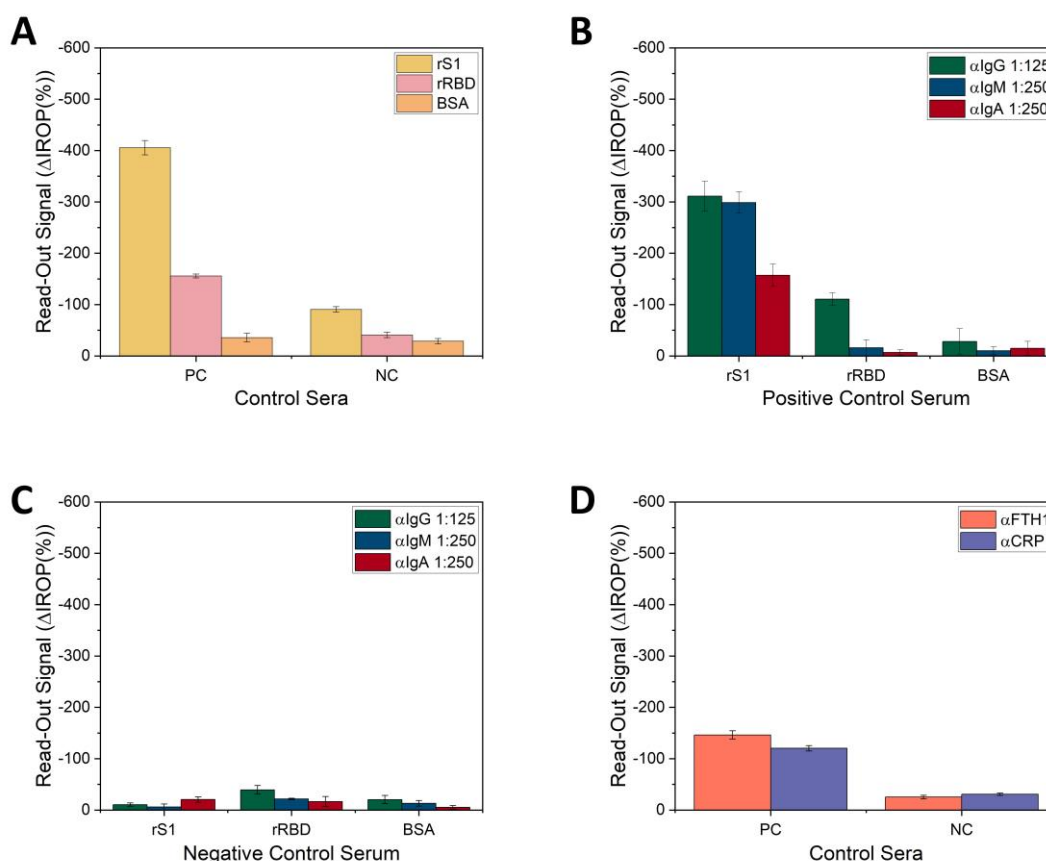 A
Read-Out Signal (ΔIROP(%))
-600
-500
-400
-300
-200
-100
0
rS1
rRBD
BSA
PC
NC
Control Sera
B
Read-Out Signal (ΔIROP(%))
-600
-500
-400
-300
-200
-100
0
αIgG 1:125
αIgM 1:250
αIgA 1:250
rS1
rRBD
BSA
Positive Control Serum
C
Read-Out Signal (ΔIROP(%))
-600
-500
-400
-300
-200
-100
0
αIgG 1:125
αIgM 1:250
αIgA 1:250
rS1
rRBD
BSA
Negative Control Serum
D
Read-Out Signal (ΔIROP(%))
-600
-500
-400
-300
-200
-100
0
αFTH1
αCRP
PC
NC
Control Sera